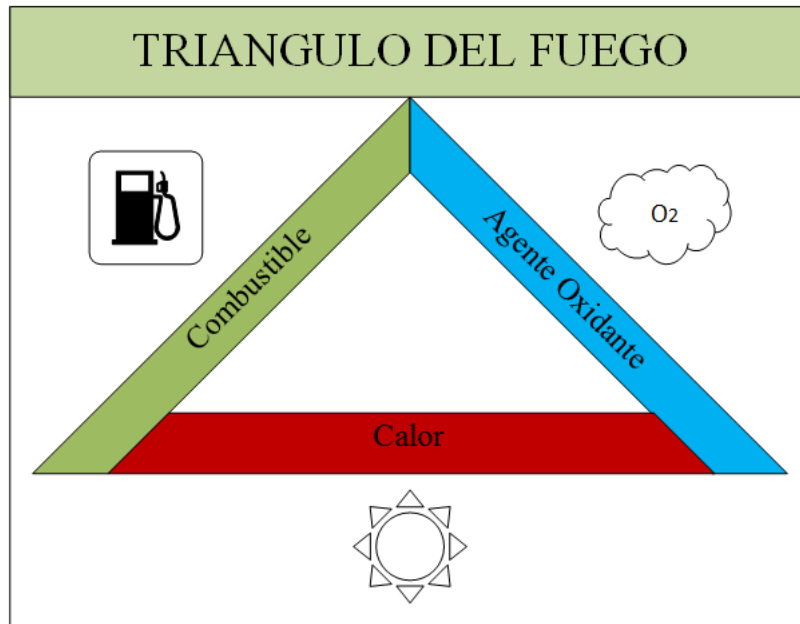 TRIANGULO DEL FUEGO
Combustible
Agente Oxidante
O2
Calor